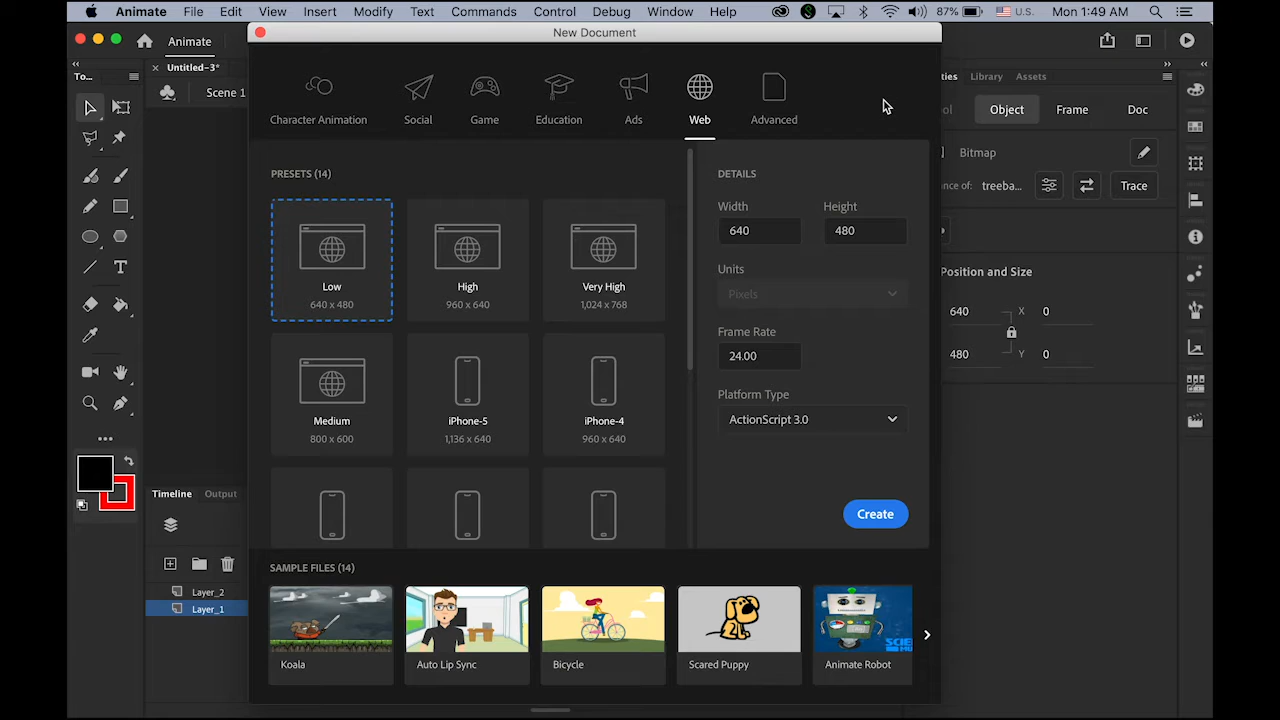 Animate File Edit View Insert Modify Text Commands Control Debug Window Help 87% U.S. Mon 1:49 AM
New Document
Animate
To... Untitled-3*
Scene 1
Library Assets
Object Frame Doc
Character Animation Social Game Education Ads Web Advanced
Bitmap
treeba... Trace
PRESETS (14)
Low
640 x 480
High
960 x 640
Very High
1,024 x 768
Medium
800 x 600
iPhone-5
1,136 x 640
iPhone-4
960 x 640
DETAILS
Width Height
640 480
Units
Pixels
Frame Rate
24.00
Platform Type
ActionScript 3.0
Create
Position and Size
640 X 0
480 Y 0
Timeline Output
Layer_2
Layer_1
SAMPLE FILES (14)
Koala
Auto Lip Sync
Bicycle
Scared Puppy
Animate Robot